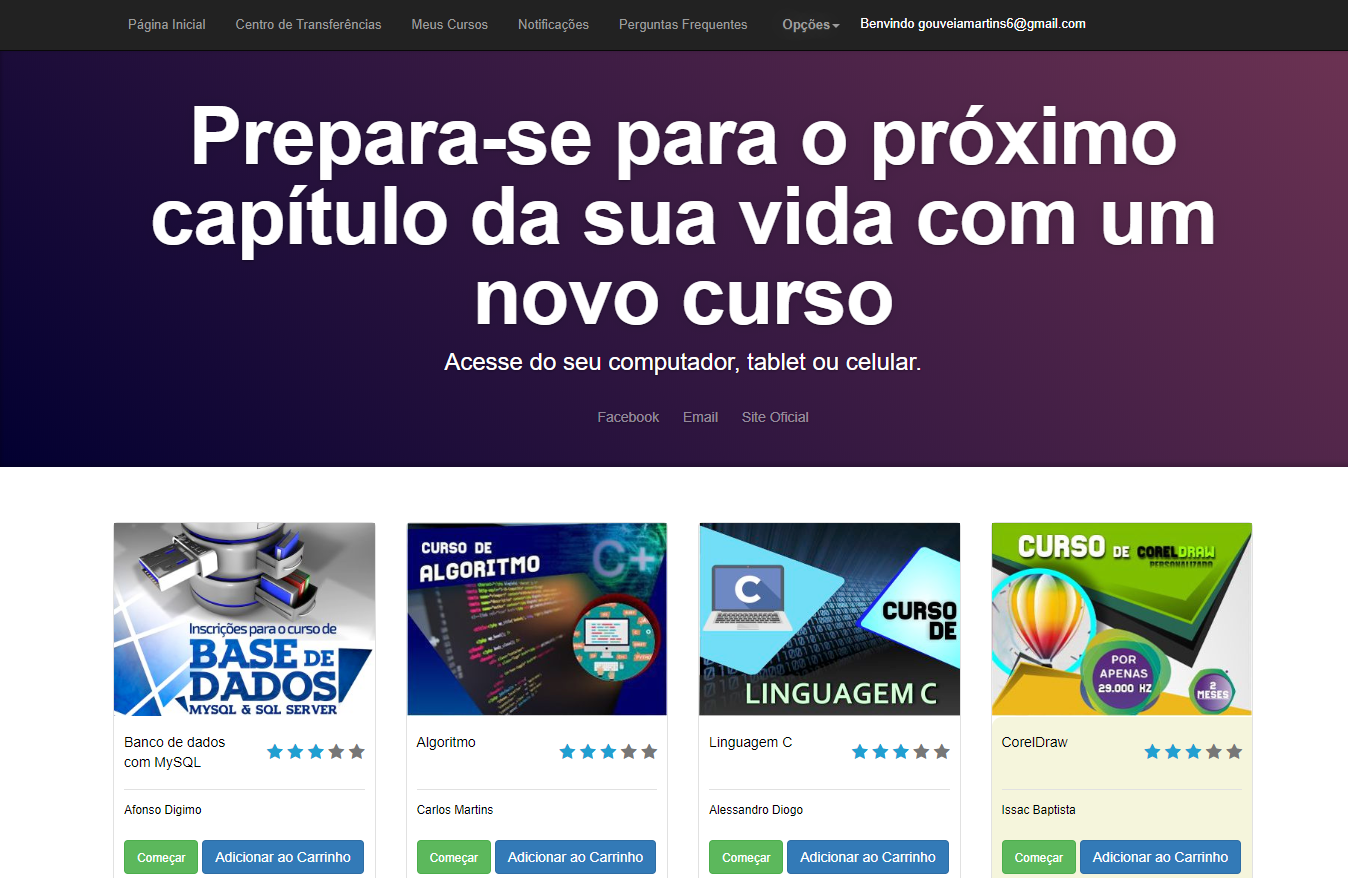 Página Inicial Centro de Transferências Meus Cursos Notificações Perguntas Frequentes Opções Benvindo gouveiamartins6@gmail.com
Prepara-se para o próximo
capítulo da sua vida com um
novo curso
Acesse do seu computador, tablet ou celular.
Facebook Email Site Oficial
Inscrições para o curso de
BASE DE
DADOS
MYSQL & SQL SERVER
CURSO DE
ALGORITMO
C+
C
CURSO
DE
LINGUAGEM C
CURSO DE CORELDRAW
PERSONALIZADO
POR
APENAS
29.000 HZ
2
MESES
Banco de dados
com MySQL
Afonso Digimo
Começar Adicionar ao Carrinho
Algoritmo
Carlos Martins
Começar Adicionar ao Carrinho
Linguagem C
Alessandro Diogo
Começar Adicionar ao Carrinho
CorelDraw
Issac Baptista
Começar Adicionar ao Carrinho